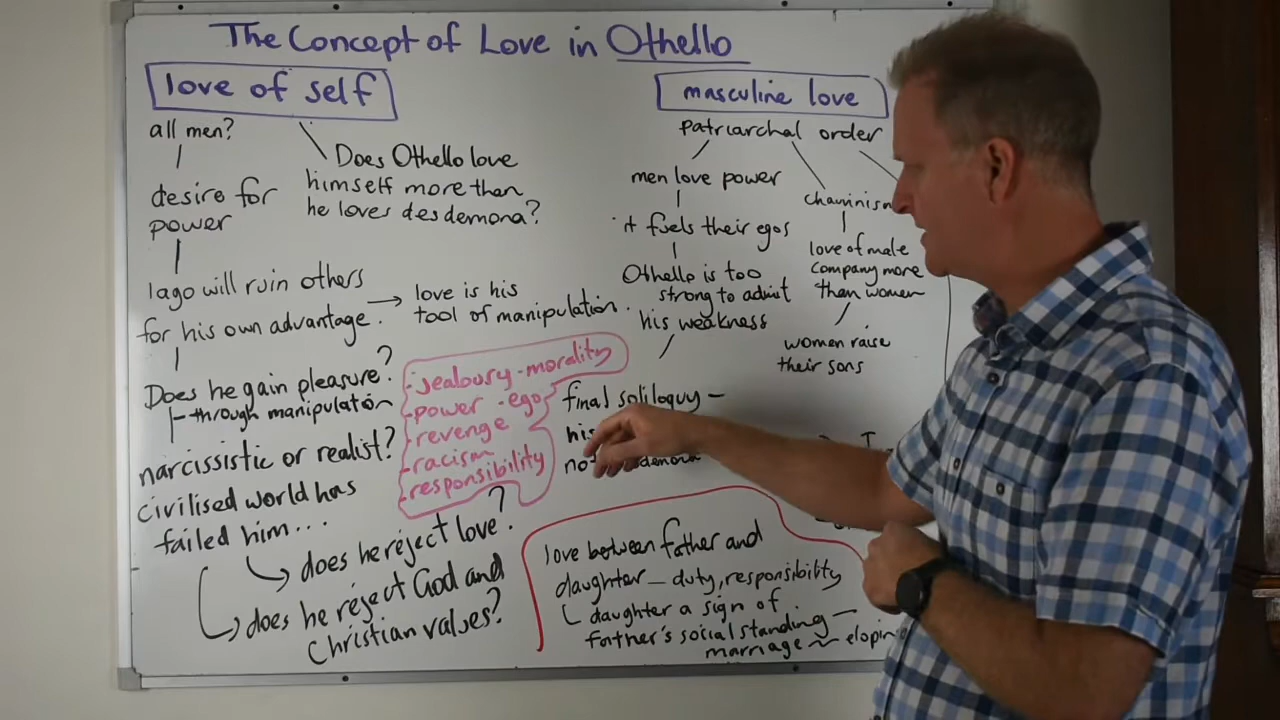 The Concept of Love in Othello
love of self
all men?
desire for
power
Iago will ruin others
for his own advantage.
Does he gain pleasure?
through manipulation
narcissistic or realist?
civilised world has
failed him...
does he reject love?
does he reject God and
Christian values?
Does Othello love
himself more than
he loves desdemona?
love is his
tool of manipulation.
- jealousy - morality
- power - ego
- revenge
- racism
- responsibility
masculine love
patriarchal order
men love power
it fuels their egos
Othello is too
strong to admit
his weakness
final soliloquy -
his
chauvinism
love of male
company more
than women
women raise
their sons
love between father and
daughter - duty, responsibility
daughter a sign of
father's social standing -
marriage ~